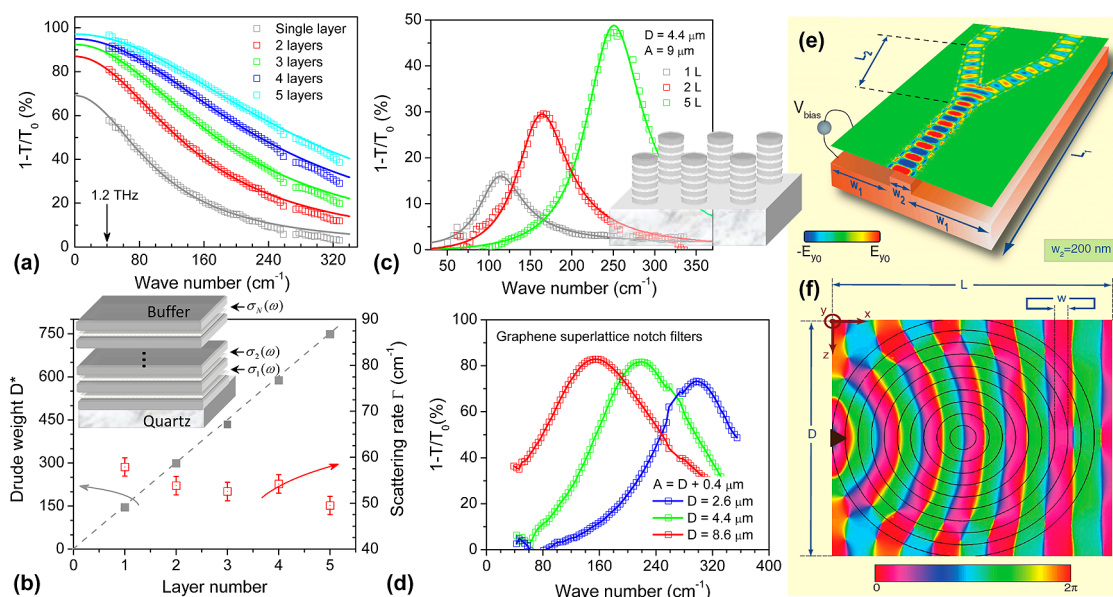 100
80
60
40
20
0
1-T/T₀ (%)
Single layer
2 layers
3 layers
4 layers
5 layers
1.2 THz
0 80 160 240 320
(a) Wave number (cm⁻¹)
50
40
30
20
10
0
1-T/T₀ (%)
D = 4.4 μm
A = 9 μm
1 L
2 L
5 L
50 100 150 200 250 300 350
(c) Wave number (cm⁻¹)
(e)
L₂
V_bias
L₁
w₁
w₂
w₁
-E_yo E_yo
w₂=200 nm
750
600
450
300
150
0
Drude weight D*
90
80
70
60
50
40
Scattering rate Γ (cm⁻¹)
Buffer
σ_N(ω)
σ₂(ω)
σ₁(ω)
Quartz
0 1 2 3 4 5
(b) Layer number
100
80
60
40
20
0
1-T/T₀(%)
Graphene superlattice notch filters
A = D + 0.4 μm
D = 2.6 μm
D = 4.4 μm
D = 8.6 μm
0 80 160 240 320 400
(d) Wave number(cm⁻¹)
(f)
L
w
y x
z
D
0 2π